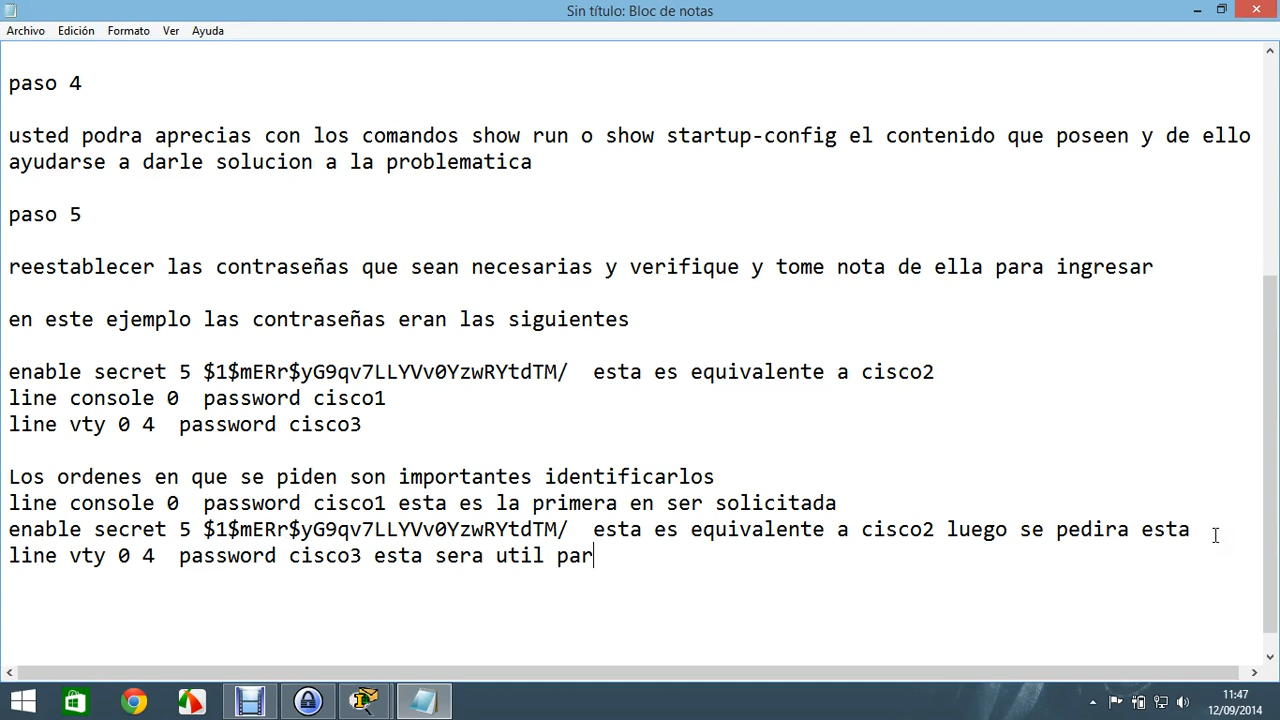 Sin título: Bloc de notas
Archivo Edición Formato Ver Ayuda
paso 4
usted podra aprecias con los comandos show run o show startup-config el contenido que poseen y de ello
ayudarse a darle solucion a la problematica
paso 5
reestablecer las contraseñas que sean necesarias y verifique y tome nota de ella para ingresar
en este ejemplo las contraseñas eran las siguientes
enable secret 5 $1$mERr$yG9qv7LLYVv0YzwRYtdTM/  esta es equivalente a cisco2
line console 0  password cisco1
line vty 0 4  password cisco3
Los ordenes en que se piden son importantes identificarlos
line console 0  password cisco1 esta es la primera en ser solicitada
enable secret 5 $1$mERr$yG9qv7LLYVv0YzwRYtdTM/  esta es equivalente a cisco2 luego se pedira esta
line vty 0 4  password cisco3 esta sera util par
11:47
12/09/2014